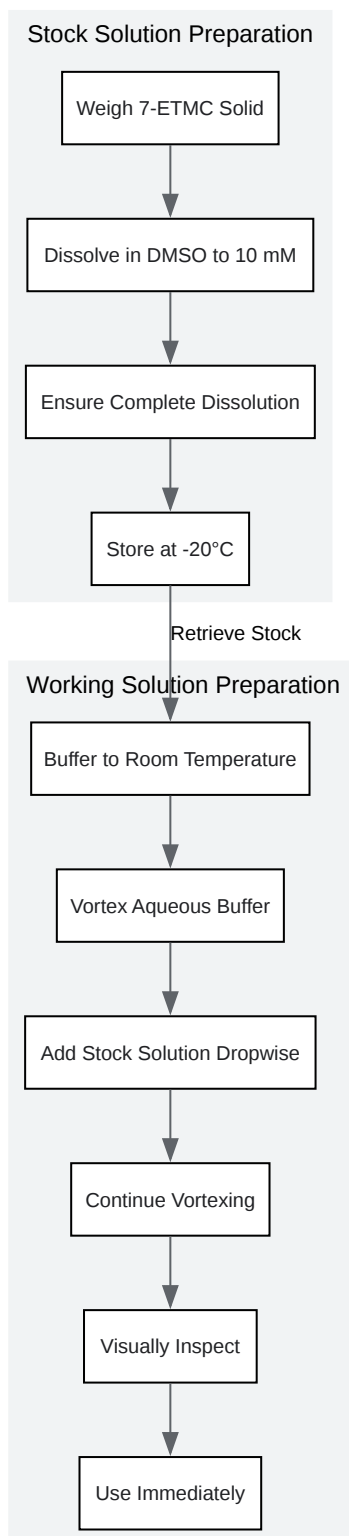 Stock Solution Preparation
Weigh 7-ETMC Solid
Dissolve in DMSO to 10 mM
Ensure Complete Dissolution
Store at -20°C
Retrieve Stock
Working Solution Preparation
Buffer to Room Temperature
Vortex Aqueous Buffer
Add Stock Solution Dropwise
Continue Vortexing
Visually Inspect
Use Immediately